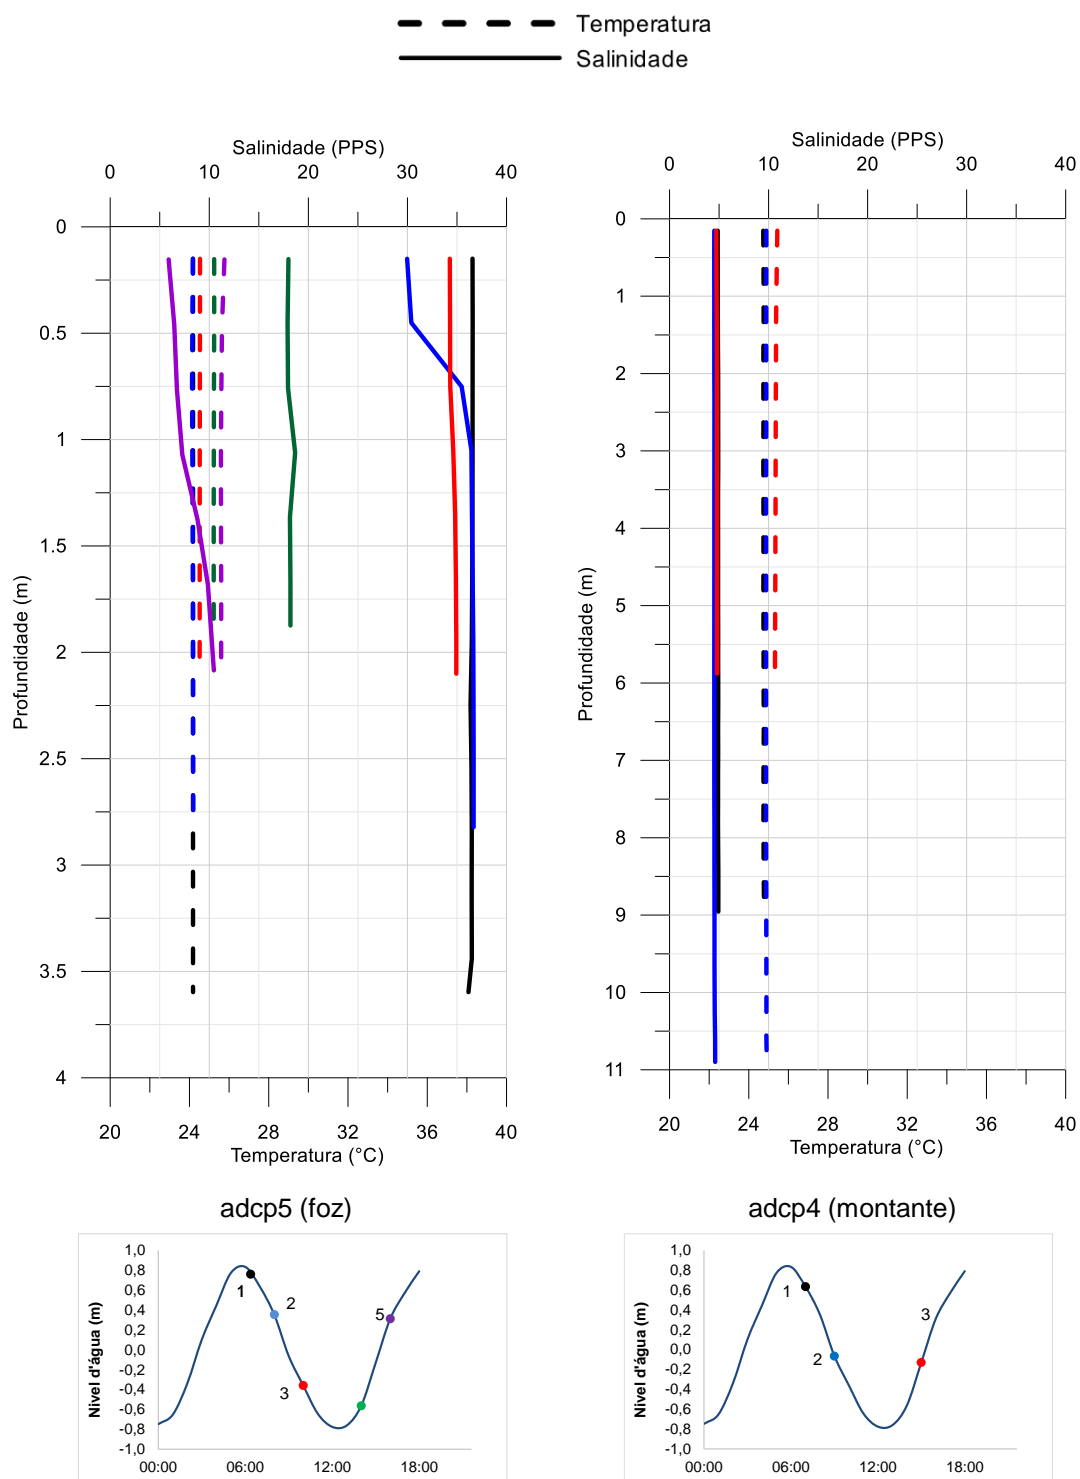 Temperatura
Salinidade
Salinidade (PPS)
0 10 20 30 40
0
0.5
1
1.5
2
2.5
3
3.5
4
Profundidade (m)
20 24 28 32 36 40
Temperatura (°C)
Salinidade (PPS)
0 10 20 30 40
0
1
2
3
4
5
6
7
8
9
10
11
Profundidade (m)
20 24 28 32 36 40
Temperatura (°C)
adcp5 (foz)
1,0
0,8
0,6
0,4
0,2
0,0
-0,2
-0,4
-0,6
-0,8
-1,0
Nivel d'água (m)
1
2
3
5
00:00 06:00 12:00 18:00
adcp4 (montante)
1,0
0,8
0,6
0,4
0,2
0,0
-0,2
-0,4
-0,6
-0,8
-1,0
Nivel d'água (m)
1
2
3
00:00 06:00 12:00 18:00